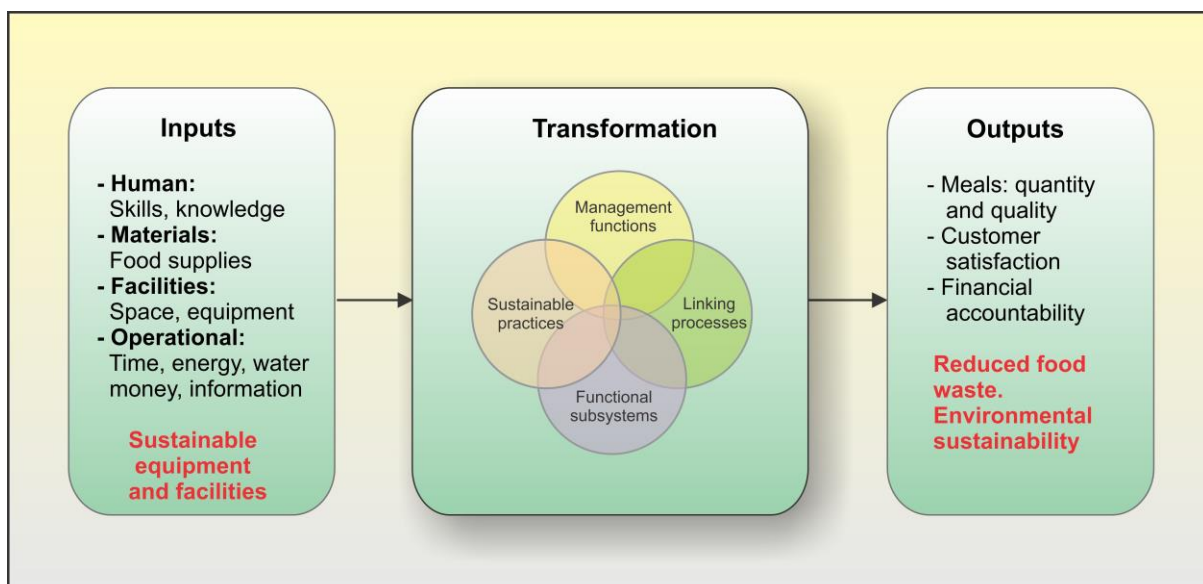 Inputs
- Human:
Skills, knowledge
- Materials:
Food supplies
- Facilities:
Space, equipment
- Operational:
Time, energy, water
money, information
Sustainable
equipment
and facilities
Transformation
Management
functions
Sustainable
practices
Linking
processes
Functional
subsystems
Outputs
- Meals: quantity
and quality
- Customer
satisfaction
- Financial
accountability
Reduced food
waste.
Environmental
sustainability